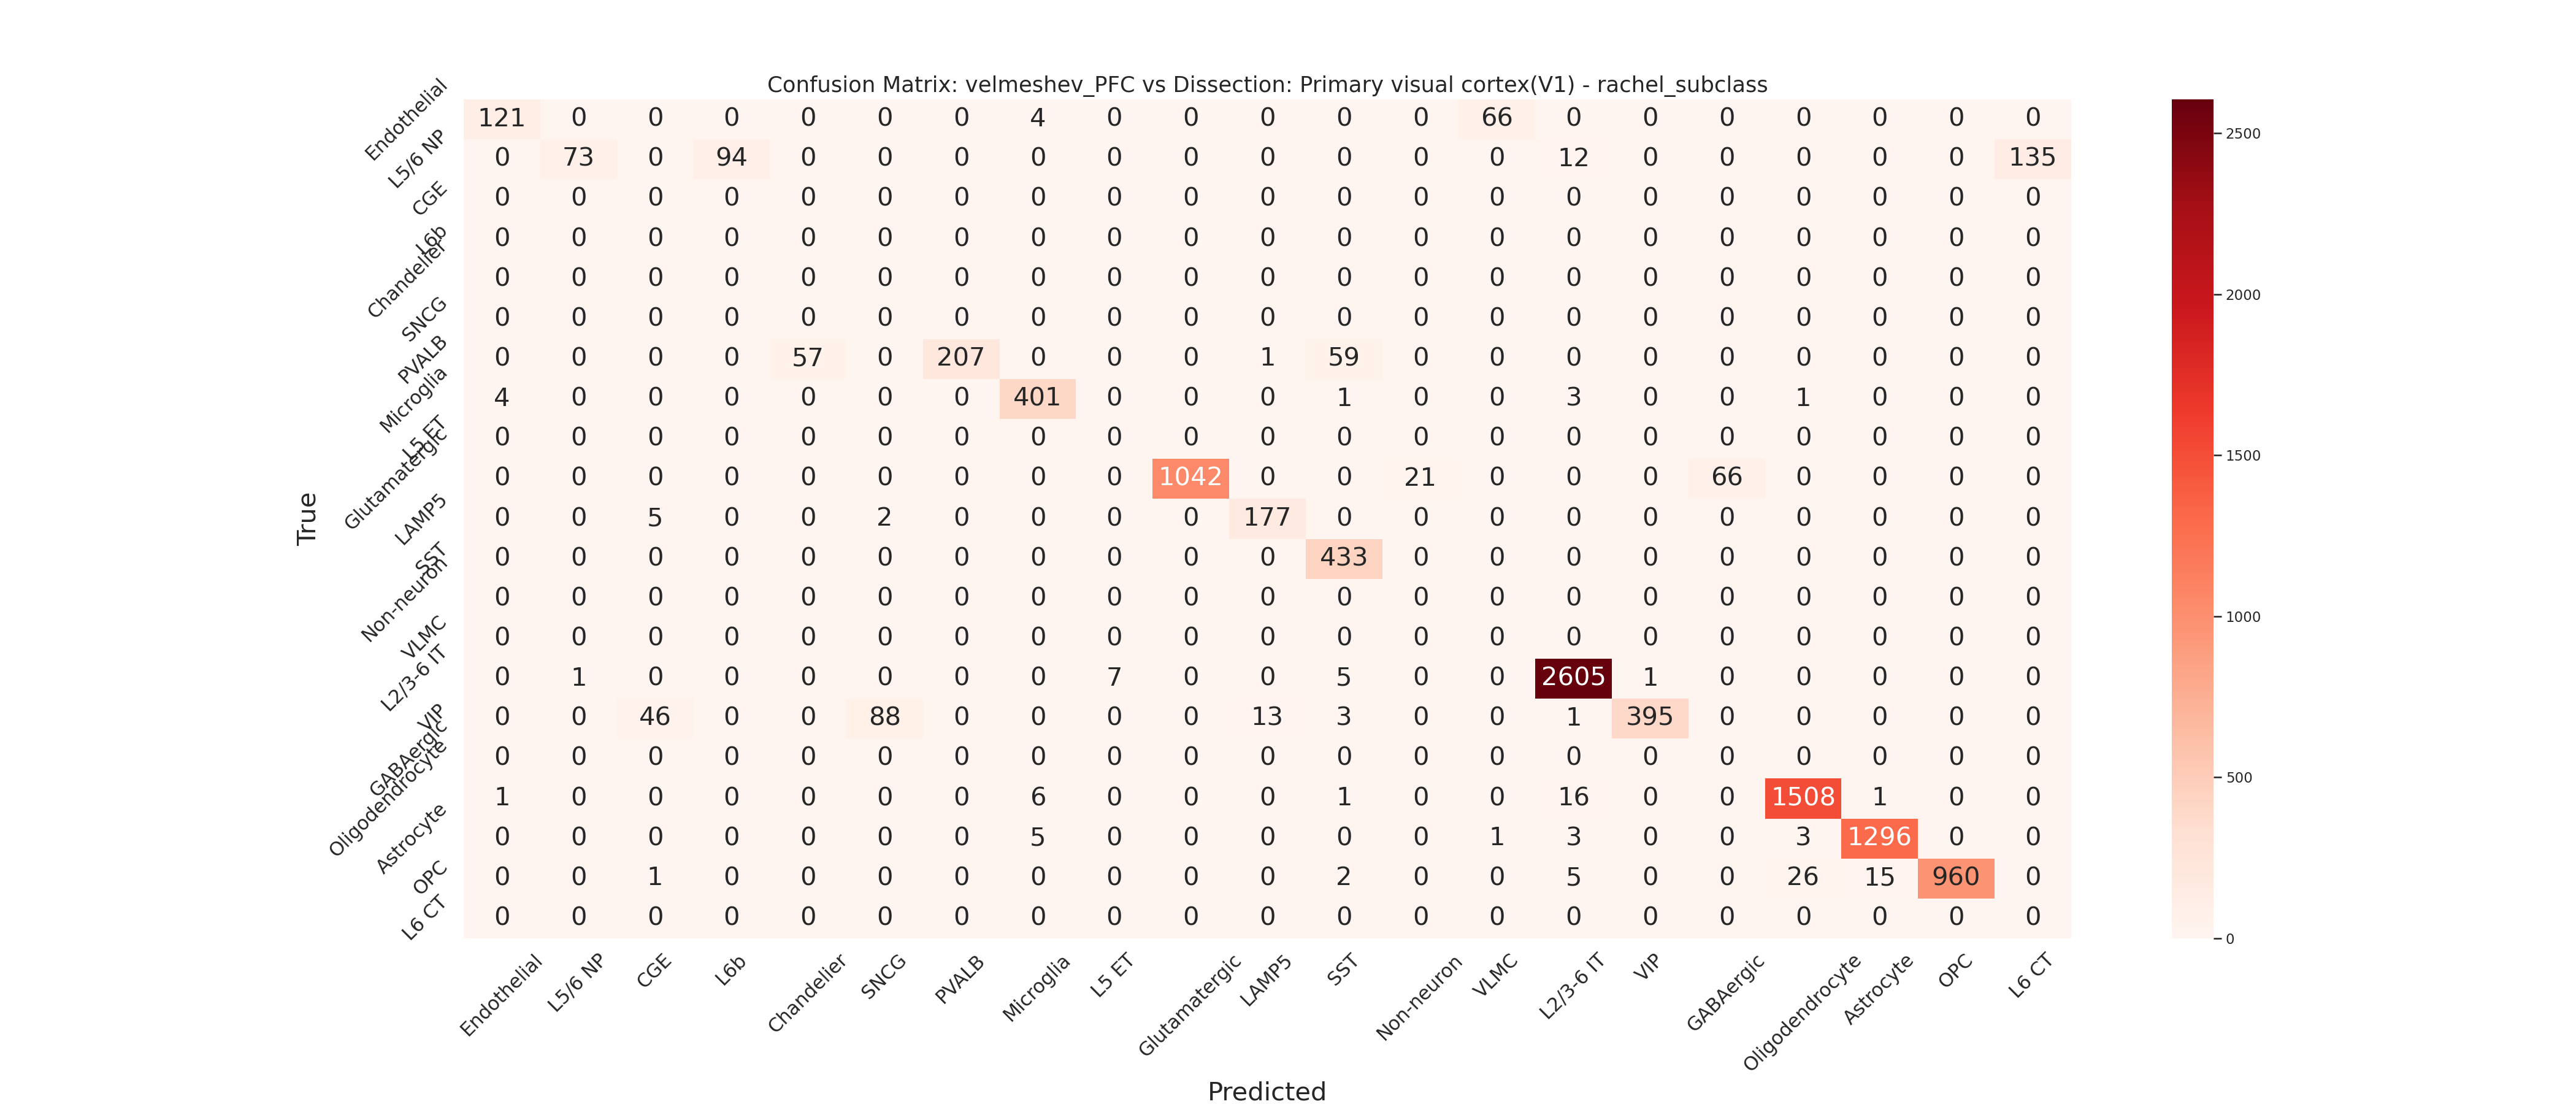 Confusion Matrix: velmeshev_PFC vs Dissection: Primary visual cortex(V1) - rachel_subclass
Endothelial 121 0 0 0 0 0 0 4 0 0 0 0 0 66 0 0 0 0 0 0 0
L5/6 NP 0 73 0 94 0 0 0 0 0 0 0 0 0 0 12 0 0 0 0 0 135
CGE 0 0 0 0 0 0 0 0 0 0 0 0 0 0 0 0 0 0 0 0 0
L6b 0 0 0 0 0 0 0 0 0 0 0 0 0 0 0 0 0 0 0 0 0
Chandelier 0 0 0 0 0 0 0 0 0 0 0 0 0 0 0 0 0 0 0 0 0
SNCG 0 0 0 0 0 0 0 0 0 0 0 0 0 0 0 0 0 0 0 0 0
PVALB 0 0 0 0 57 0 207 0 0 0 1 59 0 0 0 0 0 0 0 0 0
Microglia 4 0 0 0 0 0 0 401 0 0 0 1 0 0 3 0 0 1 0 0 0
L5 ET 0 0 0 0 0 0 0 0 0 0 0 0 0 0 0 0 0 0 0 0 0
Glutamatergic 0 0 0 0 0 0 0 0 0 1042 0 0 21 0 0 0 66 0 0 0 0
LAMP5 0 0 5 0 0 2 0 0 0 0 177 0 0 0 0 0 0 0 0 0 0
SST 0 0 0 0 0 0 0 0 0 0 0 433 0 0 0 0 0 0 0 0 0
Non-neuron 0 0 0 0 0 0 0 0 0 0 0 0 0 0 0 0 0 0 0 0 0
VLMC 0 0 0 0 0 0 0 0 0 0 0 0 0 0 0 0 0 0 0 0 0
L2/3-6 IT 0 1 0 0 0 0 0 0 7 0 0 5 0 0 2605 1 0 0 0 0 0
VIP 0 0 46 0 0 88 0 0 0 0 13 3 0 0 1 395 0 0 0 0 0
GABAergic 0 0 0 0 0 0 0 0 0 0 0 0 0 0 0 0 0 0 0 0 0
Oligodendrocyte 1 0 0 0 0 0 0 6 0 0 0 1 0 0 16 0 0 1508 1 0 0
Astrocyte 0 0 0 0 0 0 0 5 0 0 0 0 0 1 3 0 0 3 1296 0 0
OPC 0 0 1 0 0 0 0 0 0 0 0 2 0 0 5 0 0 26 15 960 0
L6 CT 0 0 0 0 0 0 0 0 0 0 0 0 0 0 0 0 0 0 0 0 0
True
Endothelial L5/6 NP CGE L6b Chandelier SNCG PVALB Microglia L5 ET Glutamatergic LAMP5 SST Non-neuron VLMC L2/3-6 IT VIP GABAergic Oligodendrocyte Astrocyte OPC L6 CT
Predicted
2500
2000
1500
1000
500
0